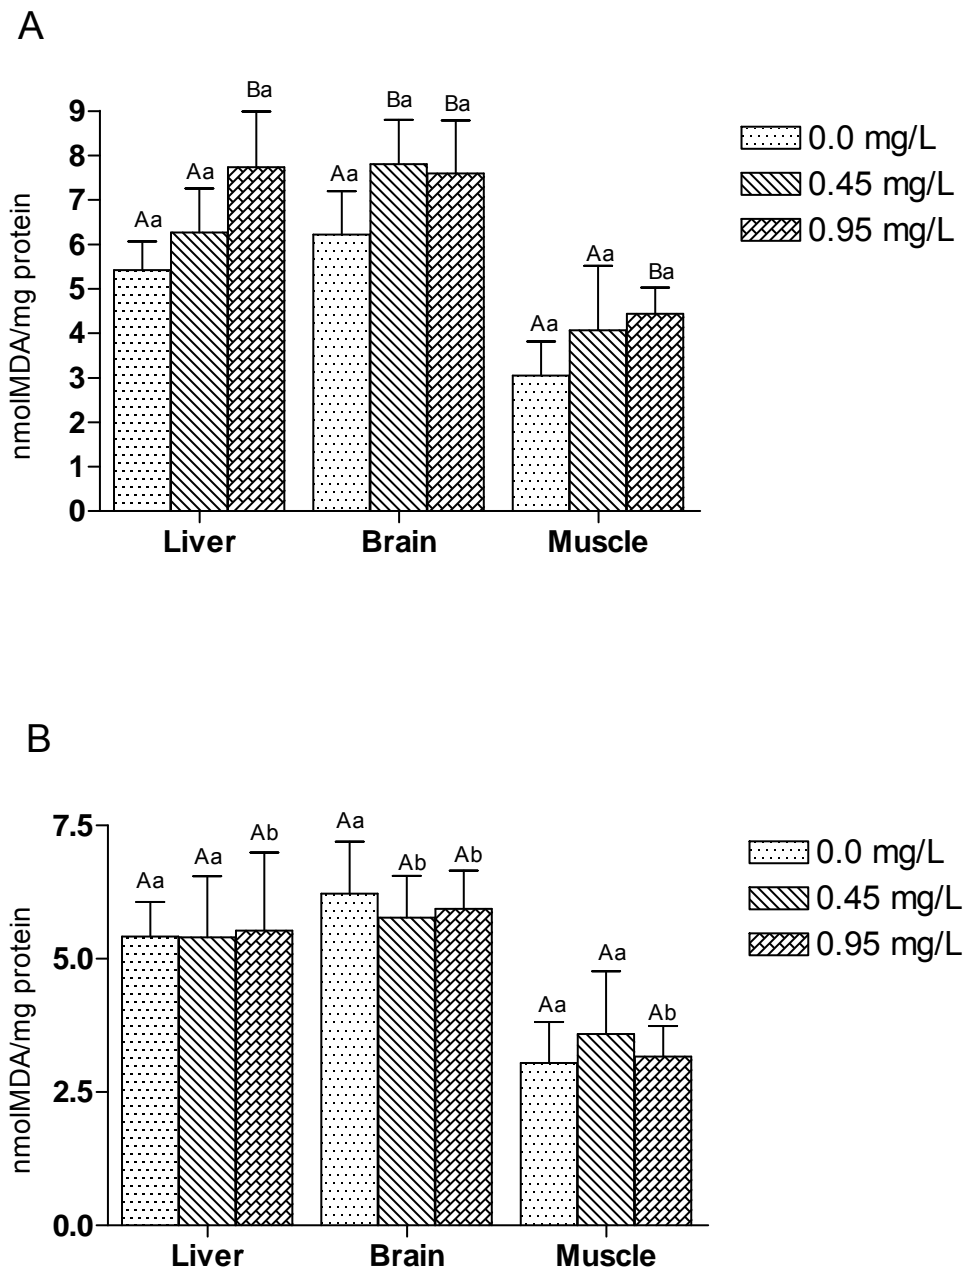 A
Ba
Ba
Ba
Aa
Aa
Aa
Aa
Ba
Aa
9
8
7
6
5
4
3
2
1
0
nmolMDA/mg protein
Liver Brain Muscle
0.0 mg/L
0.45 mg/L
0.95 mg/L
B
Aa
Aa
Ab
Aa
Ab
Ab
Aa
Aa
Ab
7.5
5.0
2.5
0.0
nmolMDA/mg protein
Liver Brain Muscle
0.0 mg/L
0.45 mg/L
0.95 mg/L